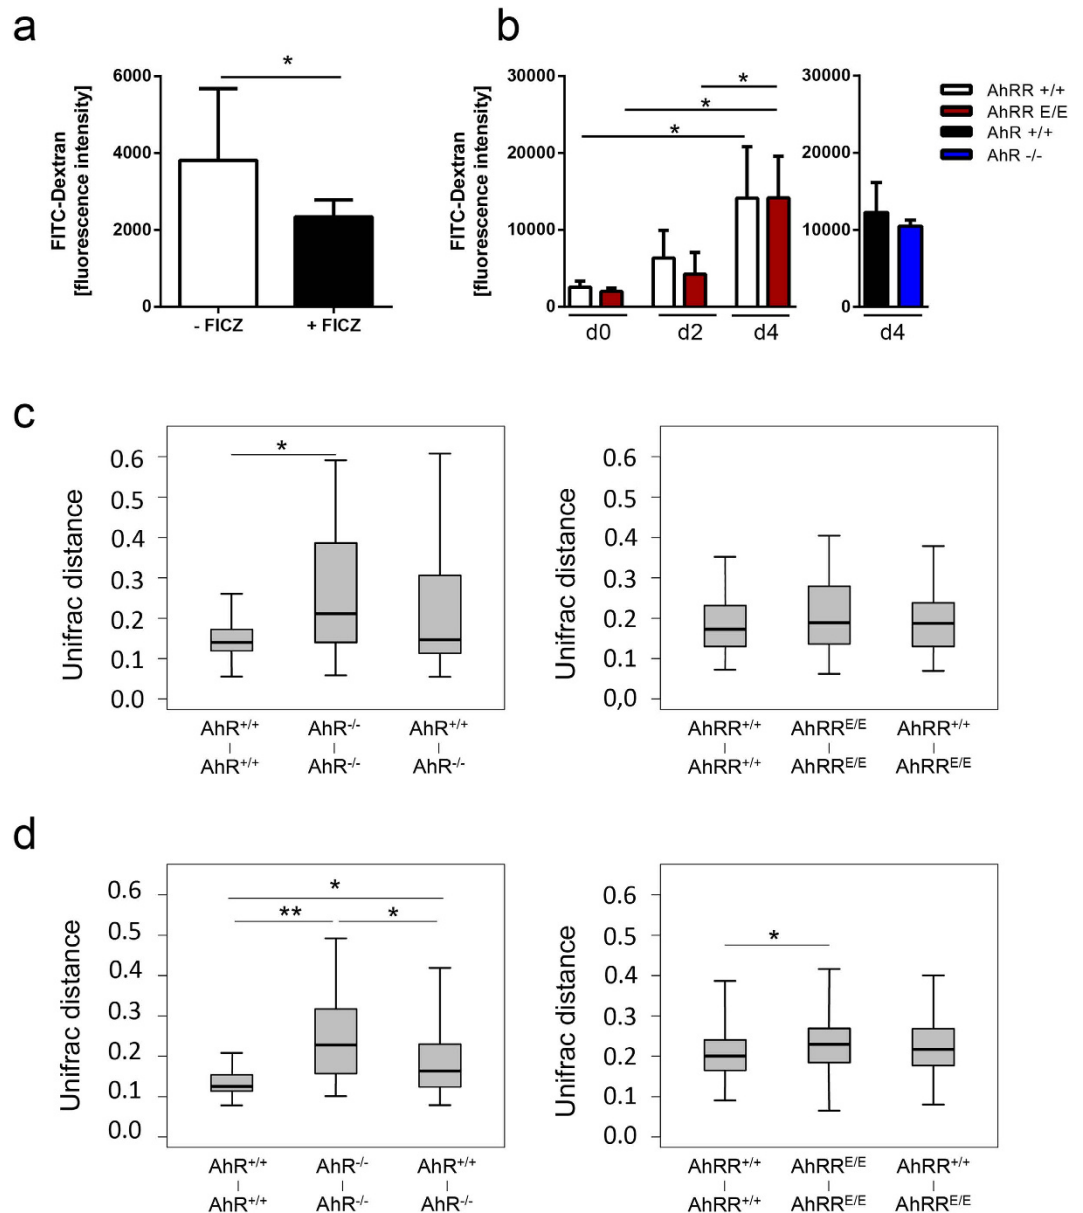 a
FITC-Dextran
[fluorescence intensity]
6000
4000
2000
0
*
- FICZ
+ FICZ
b
FITC-Dextran
[fluorescence intensity]
30000
20000
10000
0
*
*
*
d0
d2
d4
30000
20000
10000
0
d4
AhRR +/+
AhRR E/E
AhR +/+
AhR -/-
c
Unifrac distance
0.6
0.5
0.4
0.3
0.2
0.1
0.0
*
AhR+/+ AhR-/- AhR+/+
| | |
AhR+/+ AhR-/- AhR-/-
Unifrac distance
0.6
0.5
0.4
0.3
0.2
0.1
0,0
AhRR+/+ AhRRE/E AhRR+/+
| | |
AhRR+/+ AhRRE/E AhRRE/E
d
Unifrac distance
0.6
0.5
0.4
0.3
0.2
0.1
0.0
*
** *
AhR+/+ AhR-/- AhR+/+
| | |
AhR+/+ AhR-/- AhR-/-
Unifrac distance
0.6
0.5
0.4
0.3
0.2
0.1
0.0
*
AhRR+/+ AhRRE/E AhRR+/+
| | |
AhRR+/+ AhRRE/E AhRRE/E